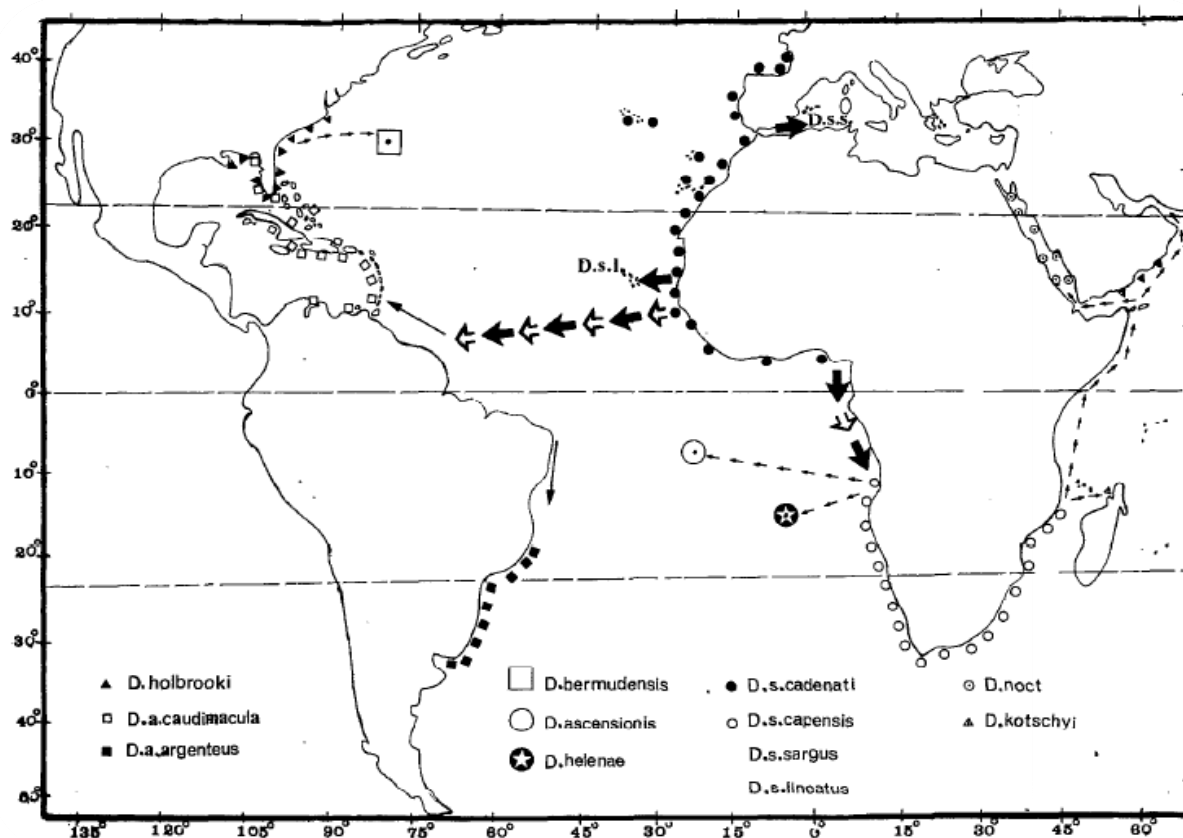 40°
30°
20°
10°
0°
10°
20°
30°
40°
50°
D.s.s.
D.s.l.
D. holbrooki
D.a.caudimacula
D.a.argenteus
D.bermudensis
D.ascensionis
D.helenae
D.s.cadenati
D.s.capensis
D.s.sargus
D.s.lineatus
D.noct
D.kotschyi
135° 120° 105° 90° 75° 60° 45° 30° 15° 0° 15° 30° 45° 60°